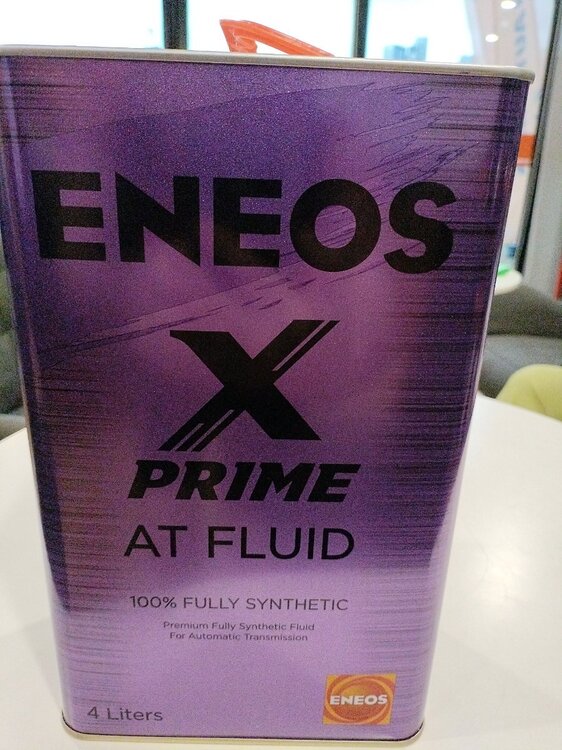 ENEOS
X
PRIME
AT FLUID
100% FULLY SYNTHETIC
Premium Fully Synthetic Fluid
For Automatic Transmission
4 Liters
ENEOS